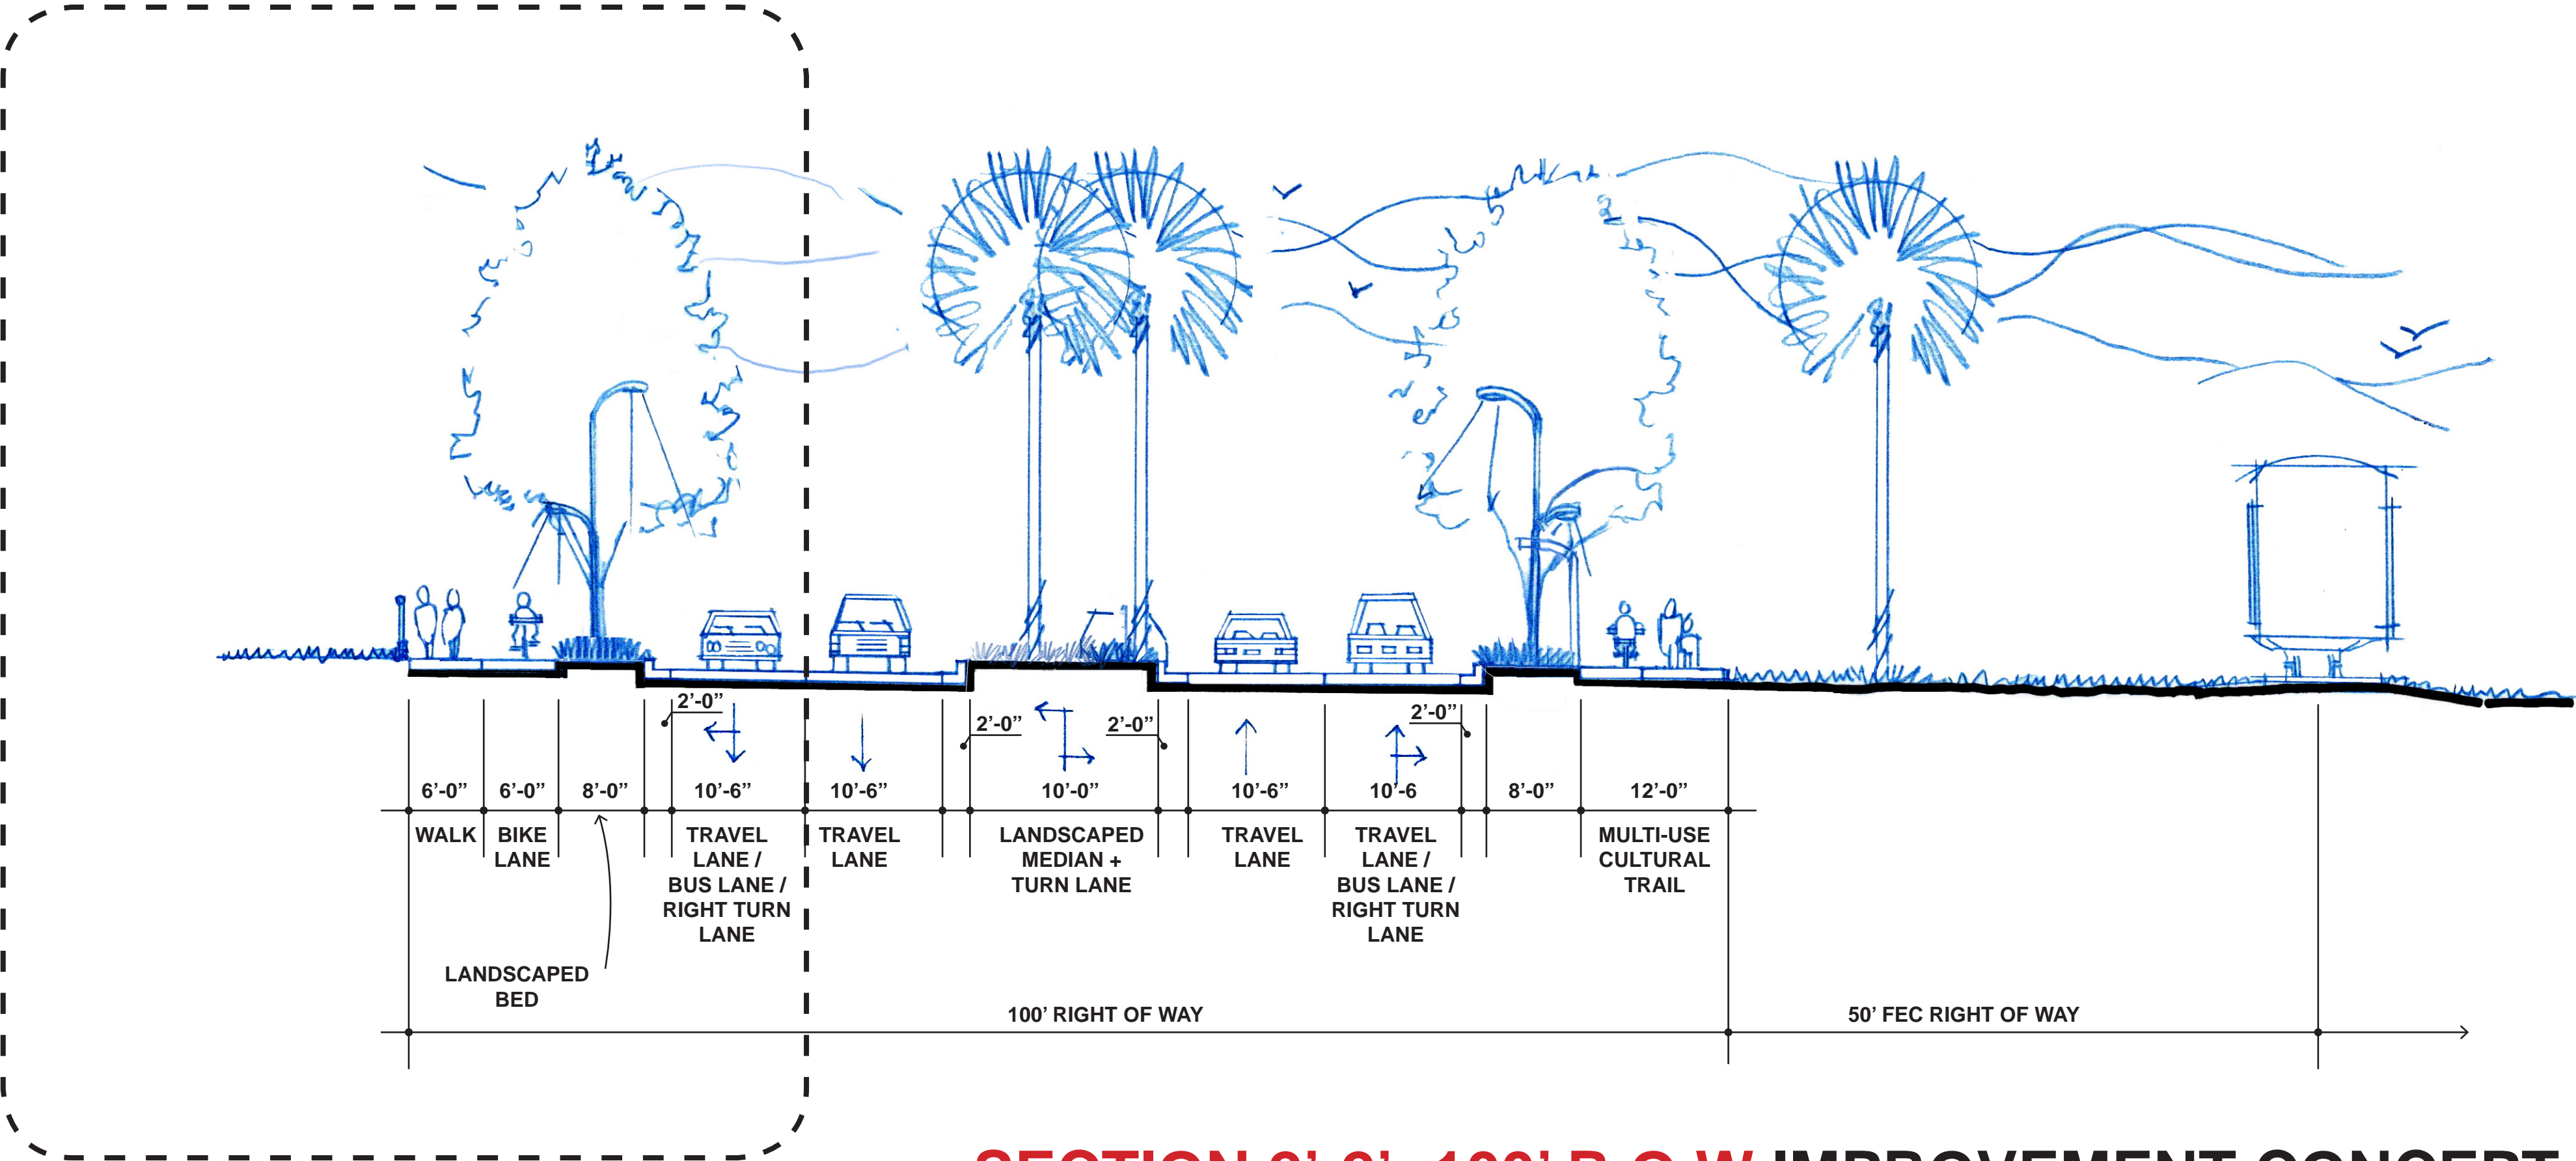 2’-0”
2’-0”
2’-0”
2’-0”
6’-0”
6’-0”
8’-0”
10’-6”
10’-6”
10’-0”
10’-6”
10’-6
8’-0”
12’-0”
WALK
BIKE
LANE
TRAVEL
LANE /
BUS LANE /
RIGHT TURN
LANE
TRAVEL
LANE
LANDSCAPED
MEDIAN +
TURN LANE
TRAVEL
LANE
TRAVEL
LANE /
BUS LANE /
RIGHT TURN
LANE
MULTI-USE
CULTURAL
TRAIL
LANDSCAPED
BED
100’ RIGHT OF WAY
50’ FEC RIGHT OF WAY
SECTION R.O.W IMPROVEMENT CONCEPT